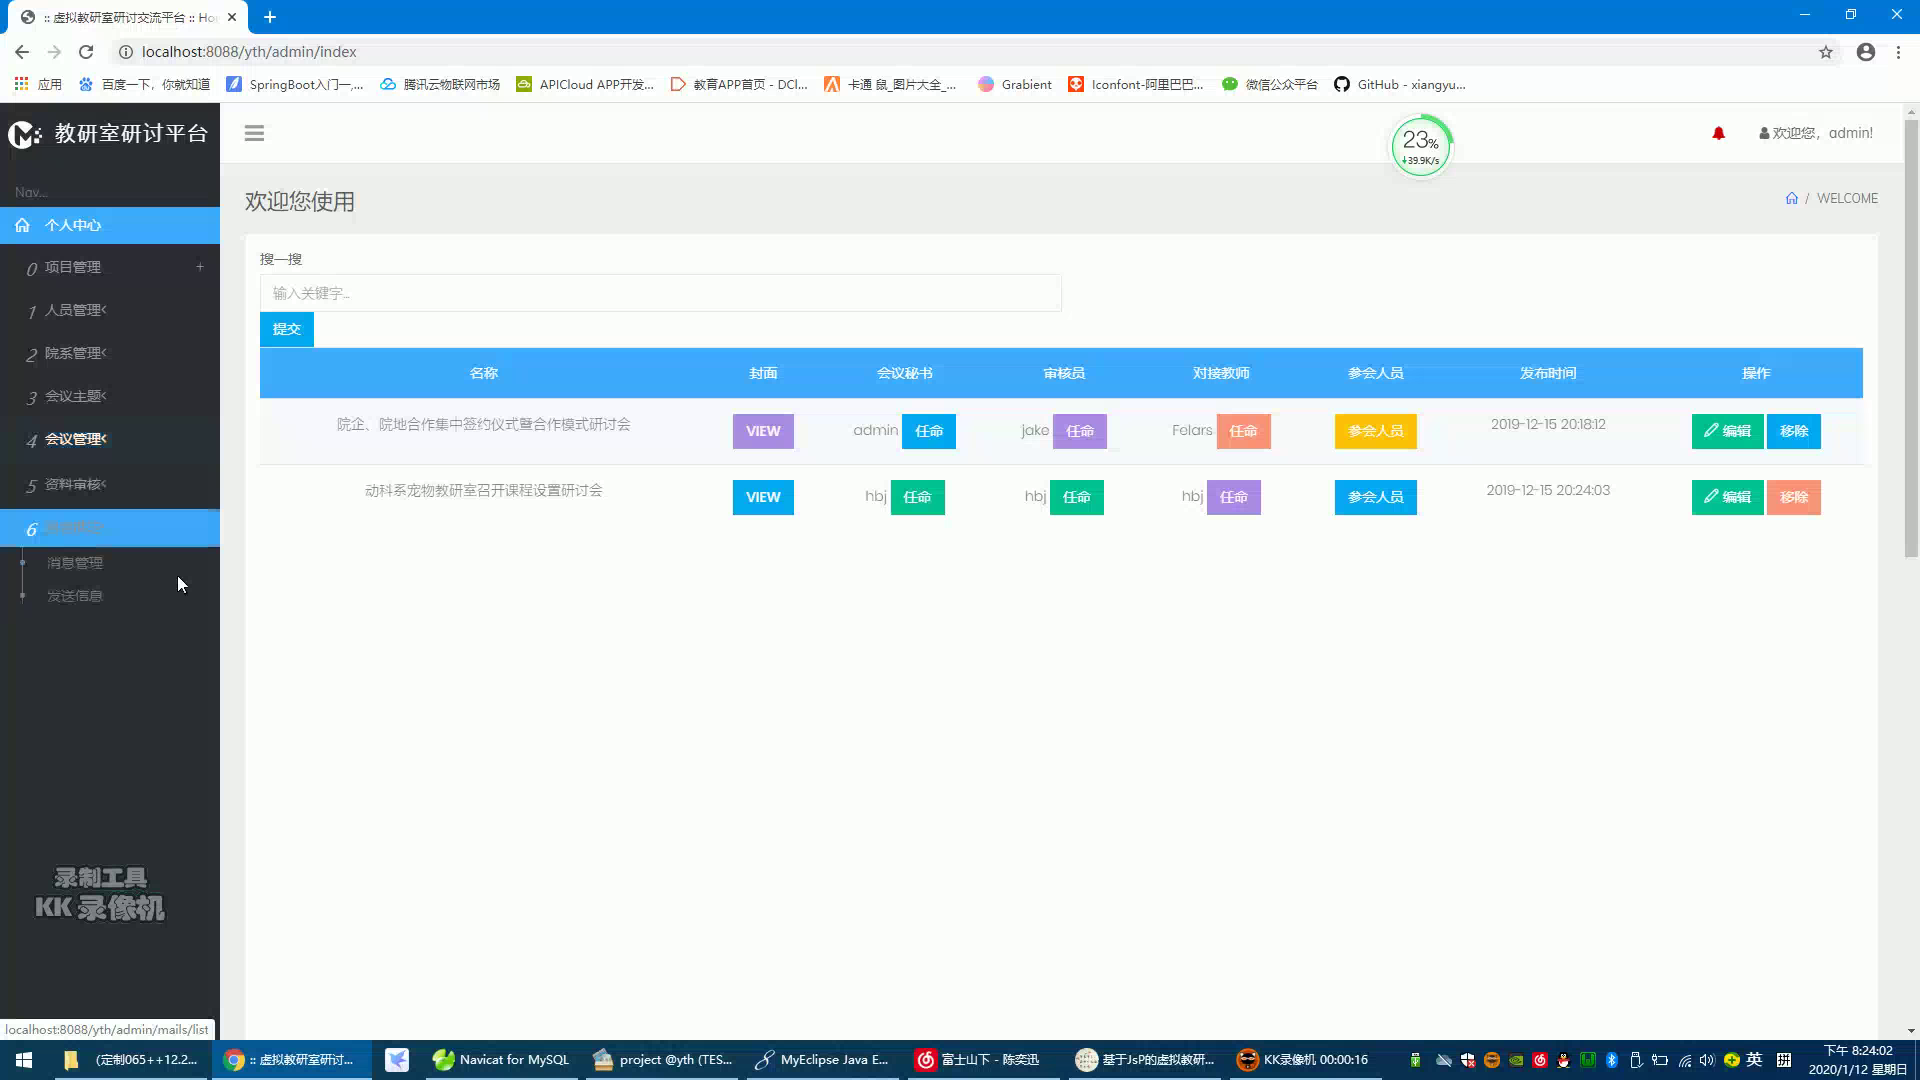 :: 虚拟教研室研讨交流平台 :: Ho
localhost:8088/yth/admin/index
应用
百度一下，你就知道
SpringBoot入门一,...
腾讯云物联网市场
APICloud APP开发...
教育APP首页 - DCl...
卡通 鼠_图片大全_...
Grabient
Iconfont-阿里巴巴...
微信公众平台
GitHub - xiangyu...
教研室研讨平台
23%
39.9K/s
欢迎您，admin!
Nav...
欢迎您使用
/ WELCOME
个人中心
0 项目管理 +
1 人员管理
2 院系管理
3 会议主题
4 会议管理
5 资料审核
6
消息管理
发送信息
搜一搜
输入关键字...
提交
名称 封面 会议秘书 审核员 对接教师 参会人员 发布时间 操作
院企、院地合作集中签约仪式暨合作模式研讨会 VIEW admin 任命 jake 任命 Felars 任命 参会人员 2019-12-15 20:18:12 编辑 移除
动科系宠物教研室召开课程设置研讨会 VIEW hbj 任命 hbj 任命 hbj 任命 参会人员 2019-12-15 20:24:03 编辑 移除
录制工具
KK 录像机
localhost:8088/yth/admin/mails/list
(定制065++12.2...
:: 虚拟教研室研讨...
Navicat for MySQL
project @yth (TES...
MyEclipse Java E...
富士山下 - 陈奕迅
基于JsP的虚拟教研...
KK录像机 00:00:16
英
拼
下午 8:24:02
2020/1/12 星期日